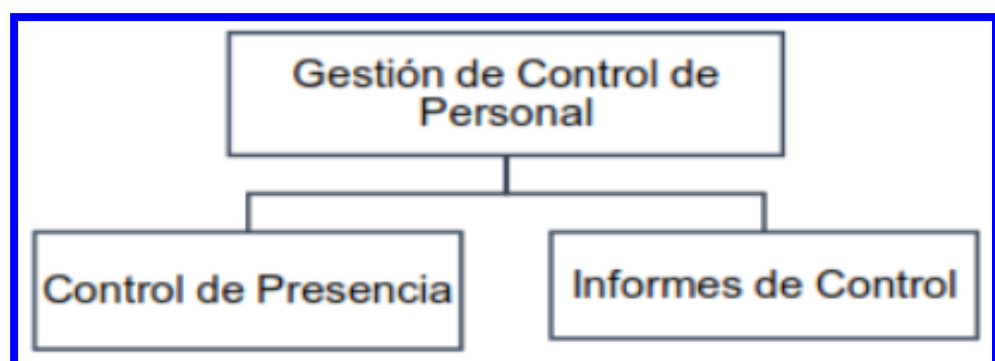 Gestión de Control de
Personal
Control de Presencia
Informes de Control